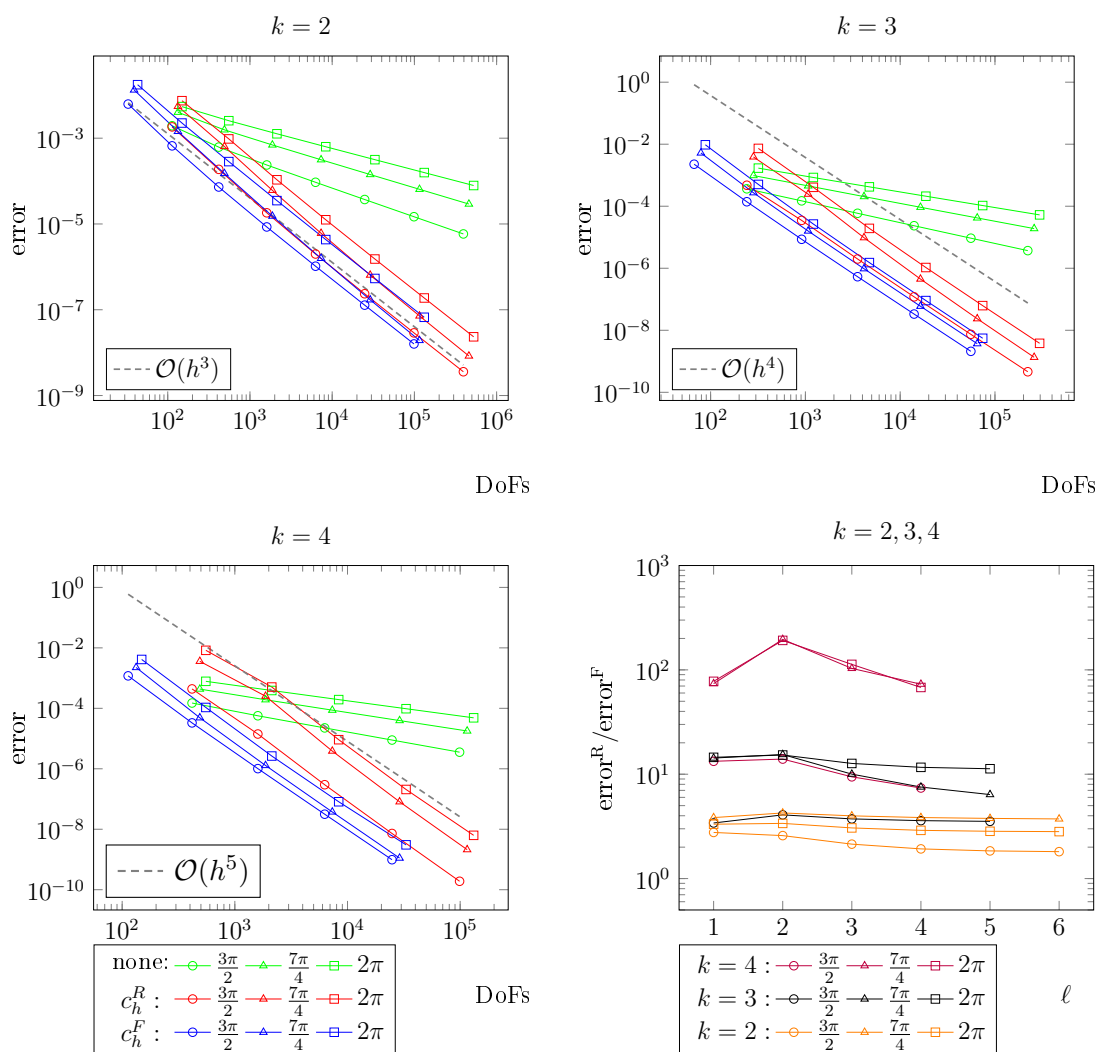 k = 2
10^{-3}
10^{-5}
10^{-7}
10^{-9}
error
O(h^3)
10^2 10^3 10^4 10^5 10^6
DoFs
k = 3
10^0
10^{-2}
10^{-4}
10^{-6}
10^{-8}
10^{-10}
error
O(h^4)
10^2 10^3 10^4 10^5
DoFs
k = 4
10^0
10^{-2}
10^{-4}
10^{-6}
10^{-8}
10^{-10}
error
O(h^5)
10^2 10^3 10^4 10^5
DoFs
none: 3π/2 7π/4 2π
c_h^R : 3π/2 7π/4 2π
c_h^F : 3π/2 7π/4 2π
k = 2, 3, 4
10^3
10^2
10^1
10^0
error^R/error^F
1 2 3 4 5 6
ℓ
k = 4 : 3π/2 7π/4 2π
k = 3 : 3π/2 7π/4 2π
k = 2 : 3π/2 7π/4 2π